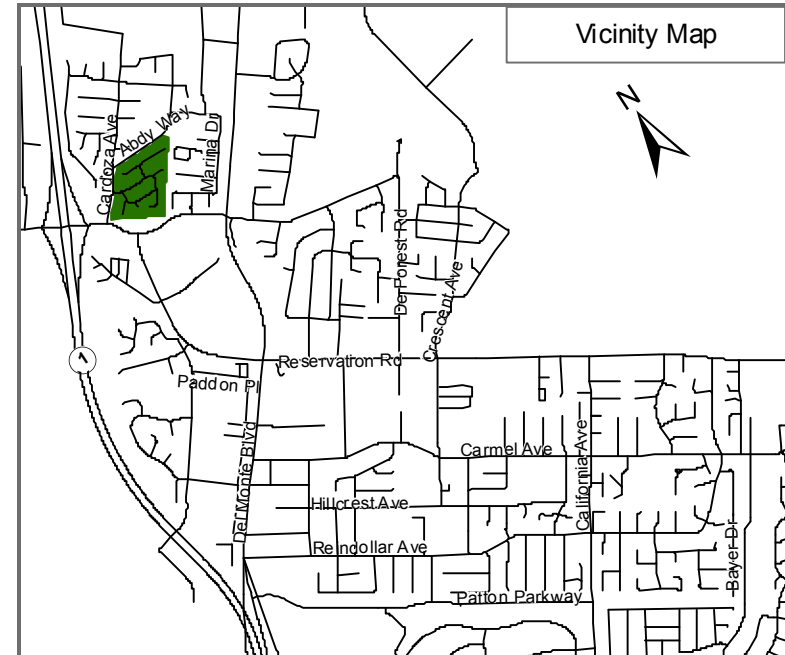 Vicinity Map
N
Cardoza Ave
Abdy Way
Marina Dr
De Forest Rd
Crescent Ave
1
Reservation Rd
Paddon Pl
Del Monte Blvd
Carmel Ave
California Ave
Hillcrest Ave
Reindollar Ave
Bayer Dr
Patton Parkway